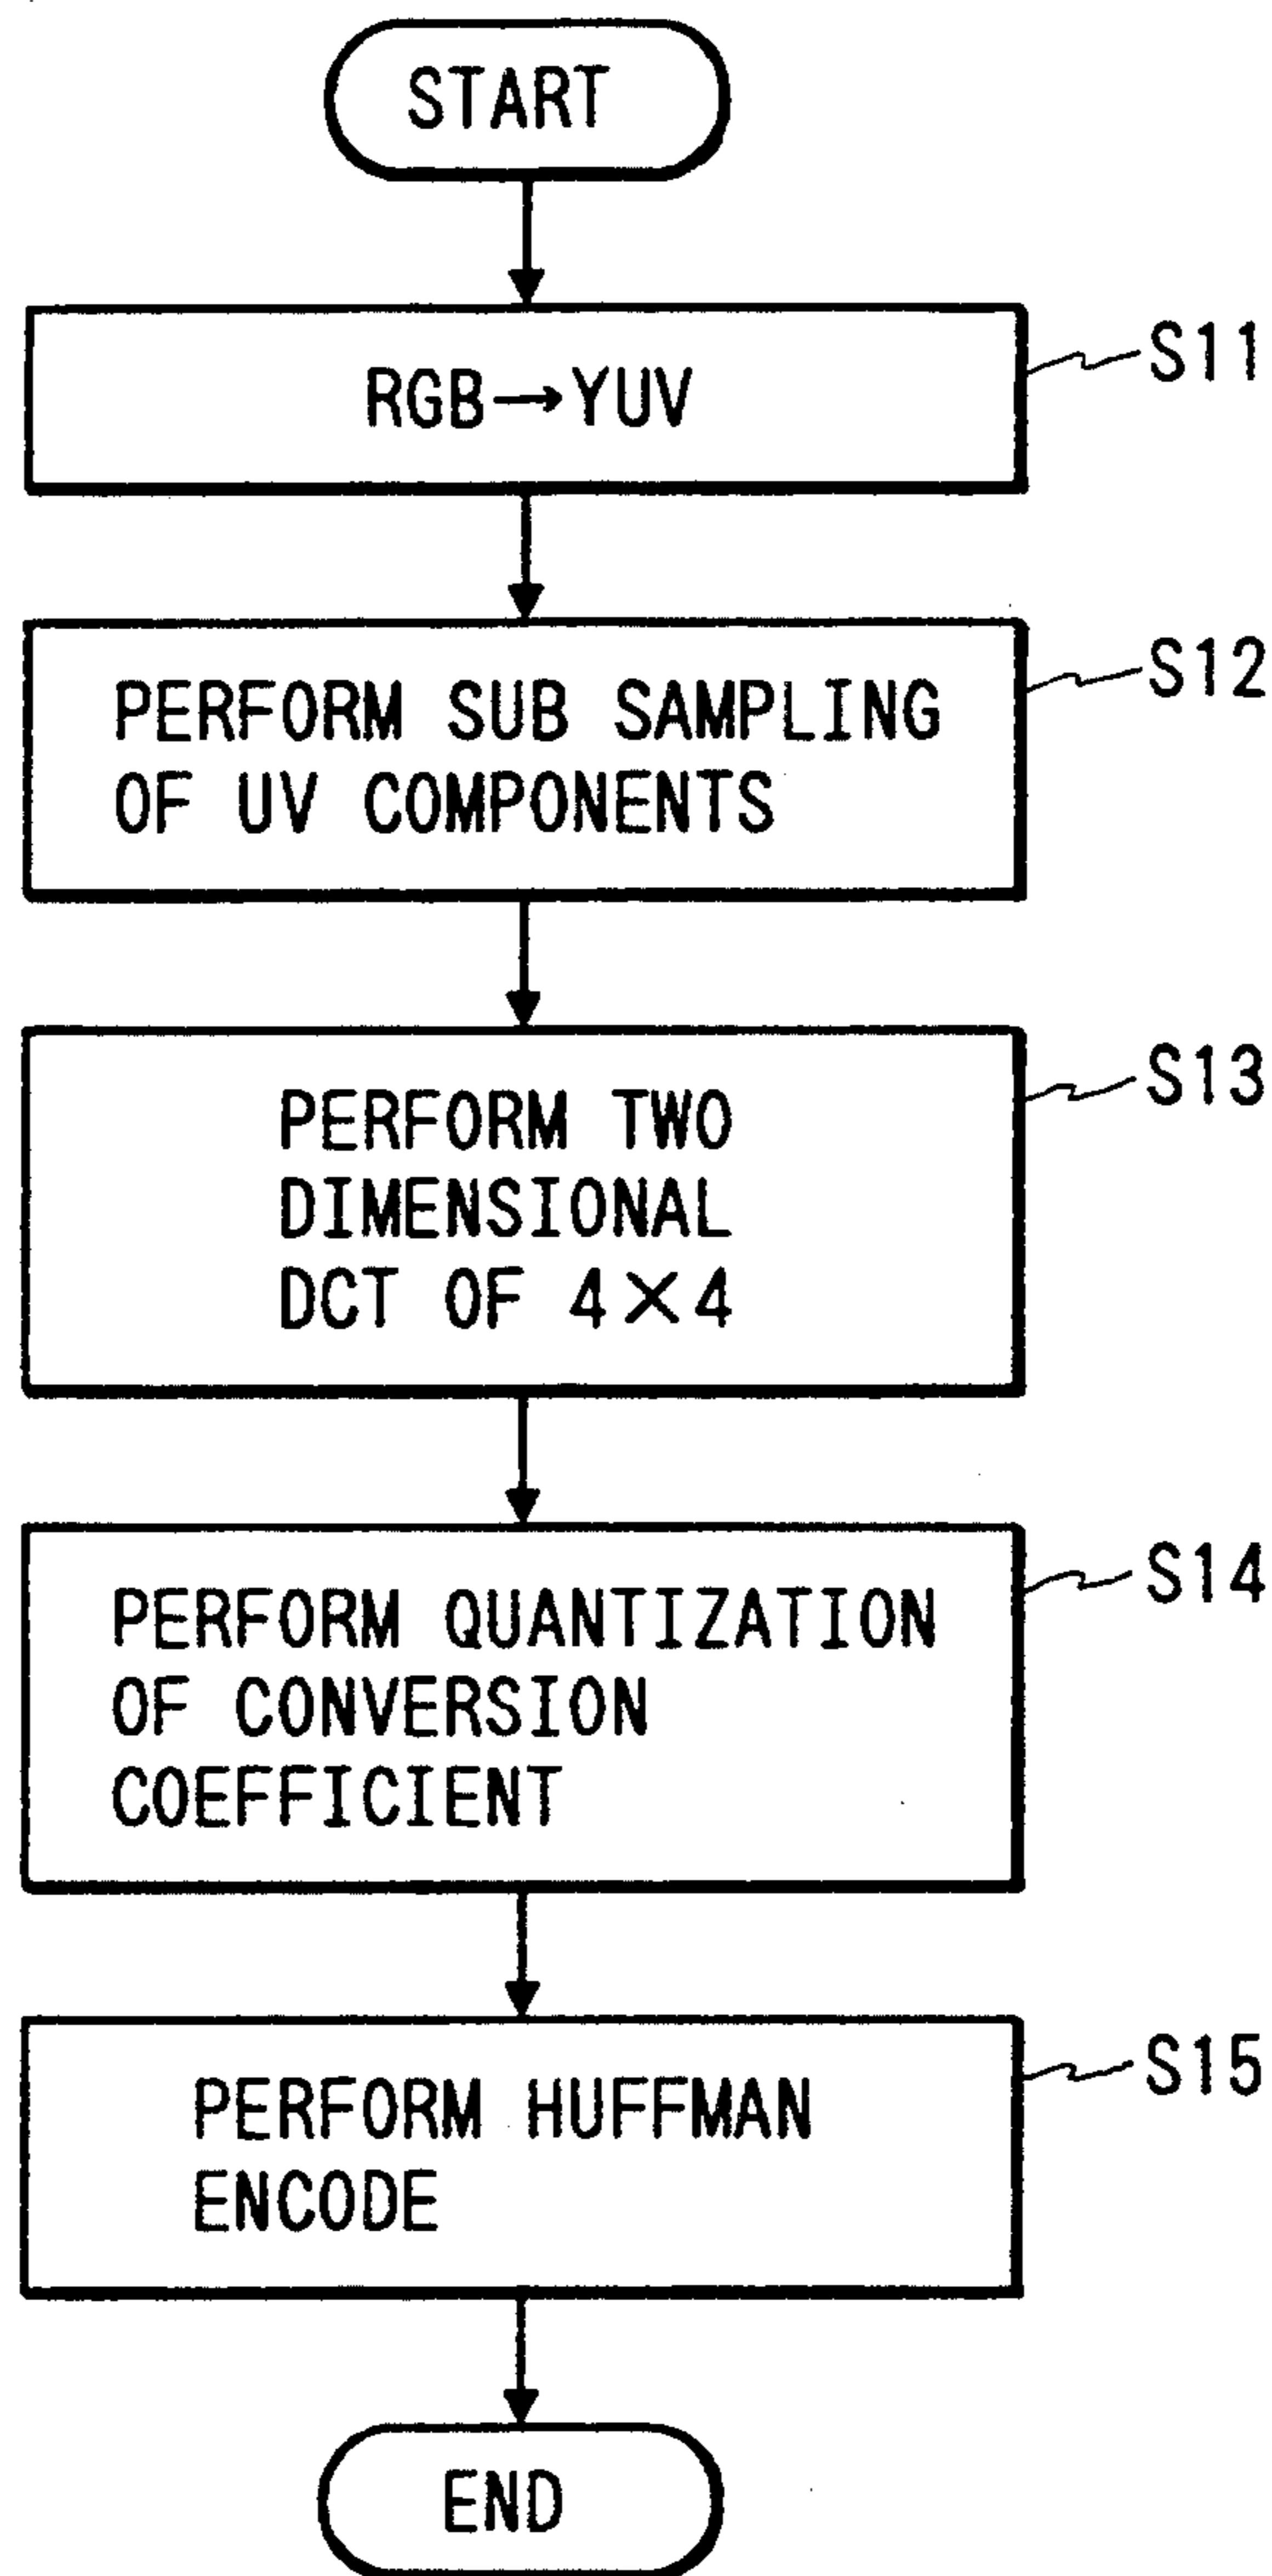 START
RGB→YUV
S11
PERFORM SUB SAMPLING
OF UV COMPONENTS
S12
PERFORM TWO
DIMENSIONAL
DCT OF 4×4
S13
PERFORM QUANTIZATION
OF CONVERSION
COEFFICIENT
S14
PERFORM HUFFMAN
ENCODE
S15
END